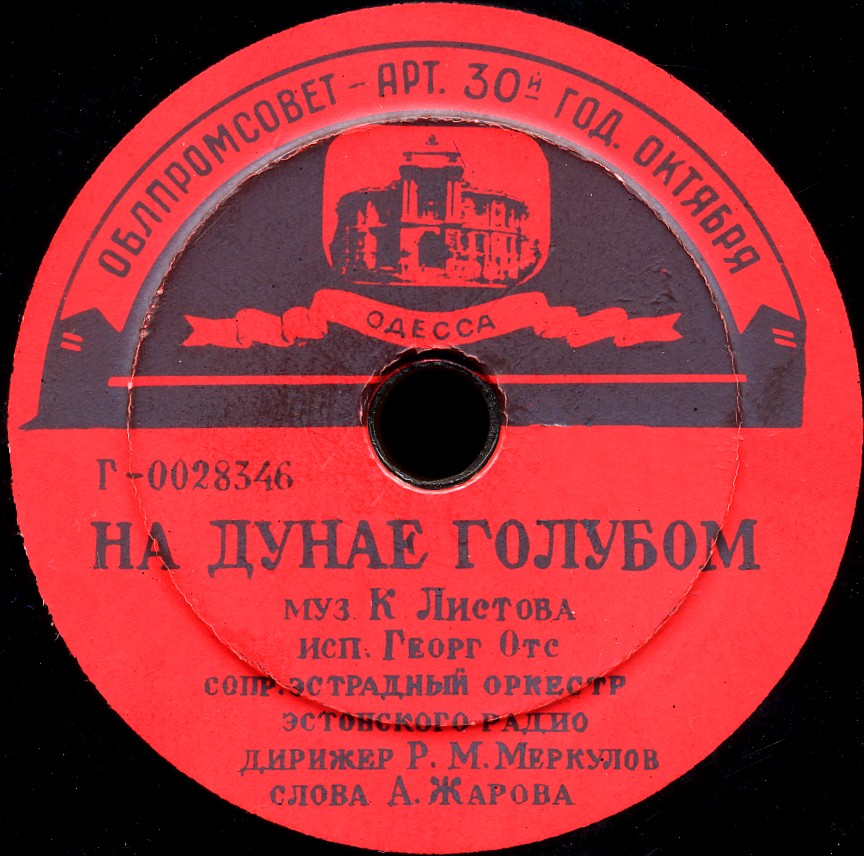 ОБЛПРОМСОВЕТ - АРТ. 30й ГОД. ОКТЯБРЯ
ОДЕССА
Г-0028346
НА ДУНАЕ ГОЛУБОМ
МУЗ К ЛИСТОВА
ИСП. ГЕОРГ ОТС
СОПР. ЭСТРАДНЫЙ ОРКЕСТР
ЭСТОНСКОГО РАДИО
ДИРИЖЕР Р. М. МЕРКУЛОВ
СЛОВА А. ЖАРОВА